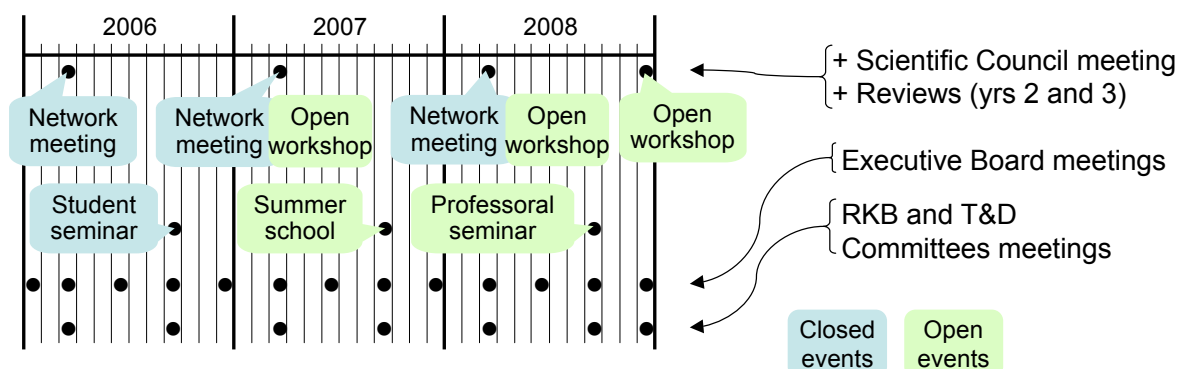 2006 2007 2008
+ Scientific Council meeting
+ Reviews (yrs 2 and 3)
Network
meeting
Network
meeting
Open
workshop
Network
meeting
Open
workshop
Open
workshop
Executive Board meetings
Student
seminar
Summer
school
Professoral
seminar
RKB and T&D
Committees meetings
Closed
events
Open
events